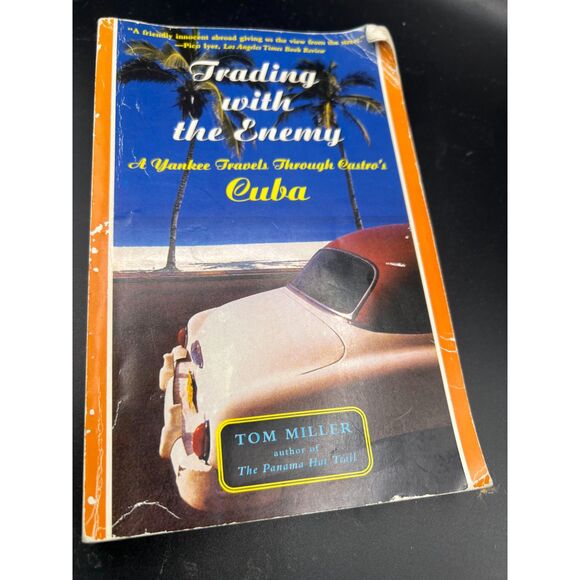 "A friendly innocent abroad giving us the view from the street."
—Pico Iyer, Los Angeles Times Book Review
Trading
with
the Enemy
A Yankee Travels Through Castro's
Cuba
TOM MILLER
author of
The Panama Hat Trail